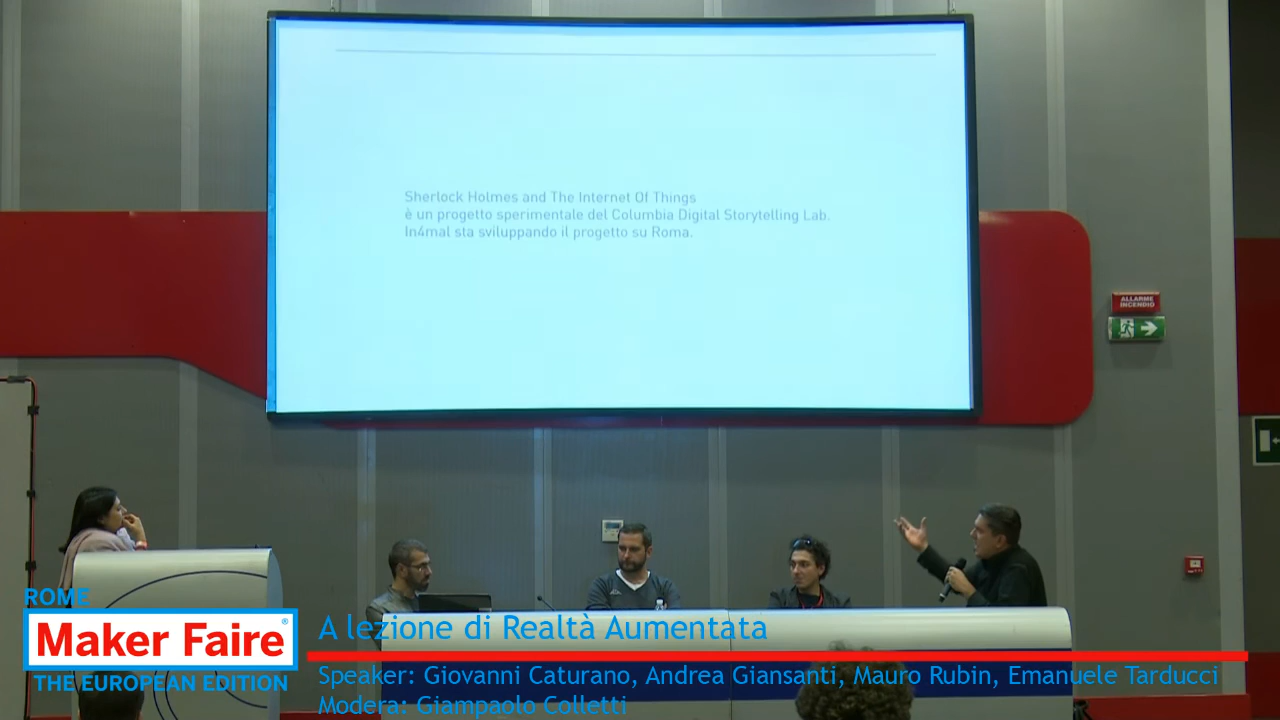 Sherlock Holmes and The Internet Of Things
è un progetto sperimentale del Columbia Digital Storytelling Lab.
In4mal sta sviluppando il progetto su Roma.
ALLARME
INCENDIO
ROME
Maker Faire®
THE EUROPEAN EDITION
A lezione di Realtà Aumentata
Speaker: Giovanni Caturano, Andrea Giansanti, Mauro Rubin, Emanuele Tarducci
Modera: Giampaolo Colletti